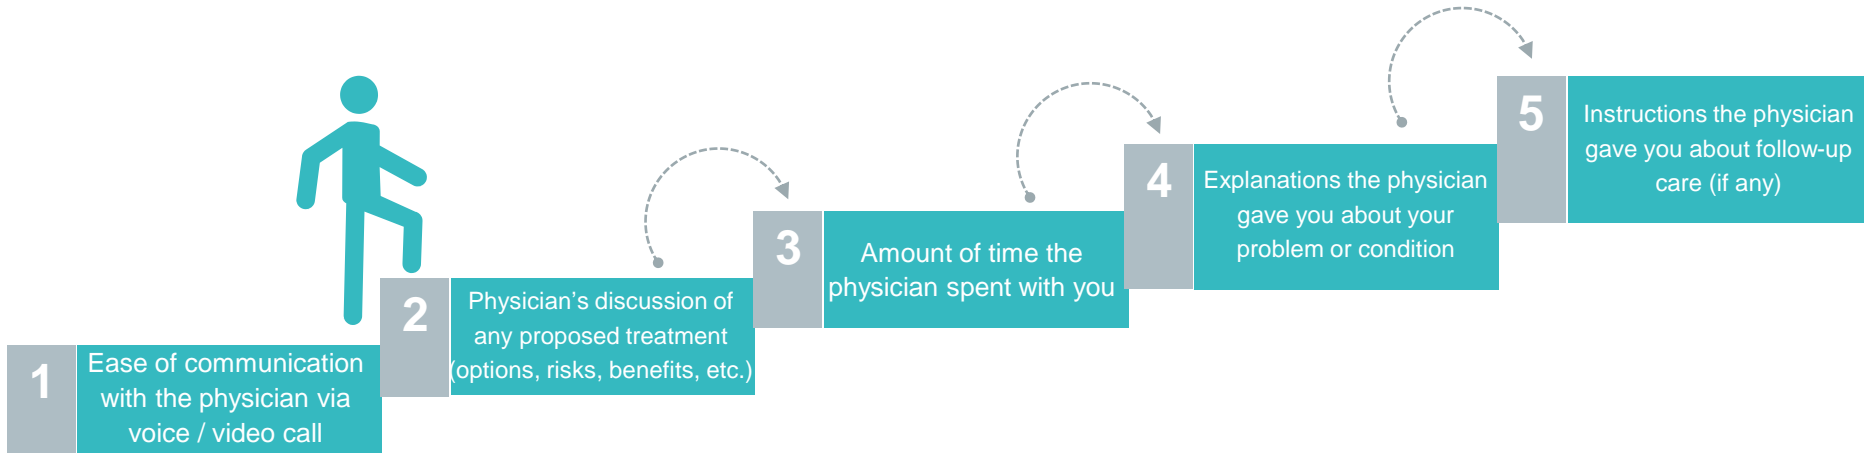 1
Ease of communication
with the physician via
voice / video call
2
Physician’s discussion of
any proposed treatment
(options, risks, benefits, etc.)
3
Amount of time the
physician spent with you
4
Explanations the physician
gave you about your
problem or condition
5
Instructions the physician
gave you about follow-up
care (if any)